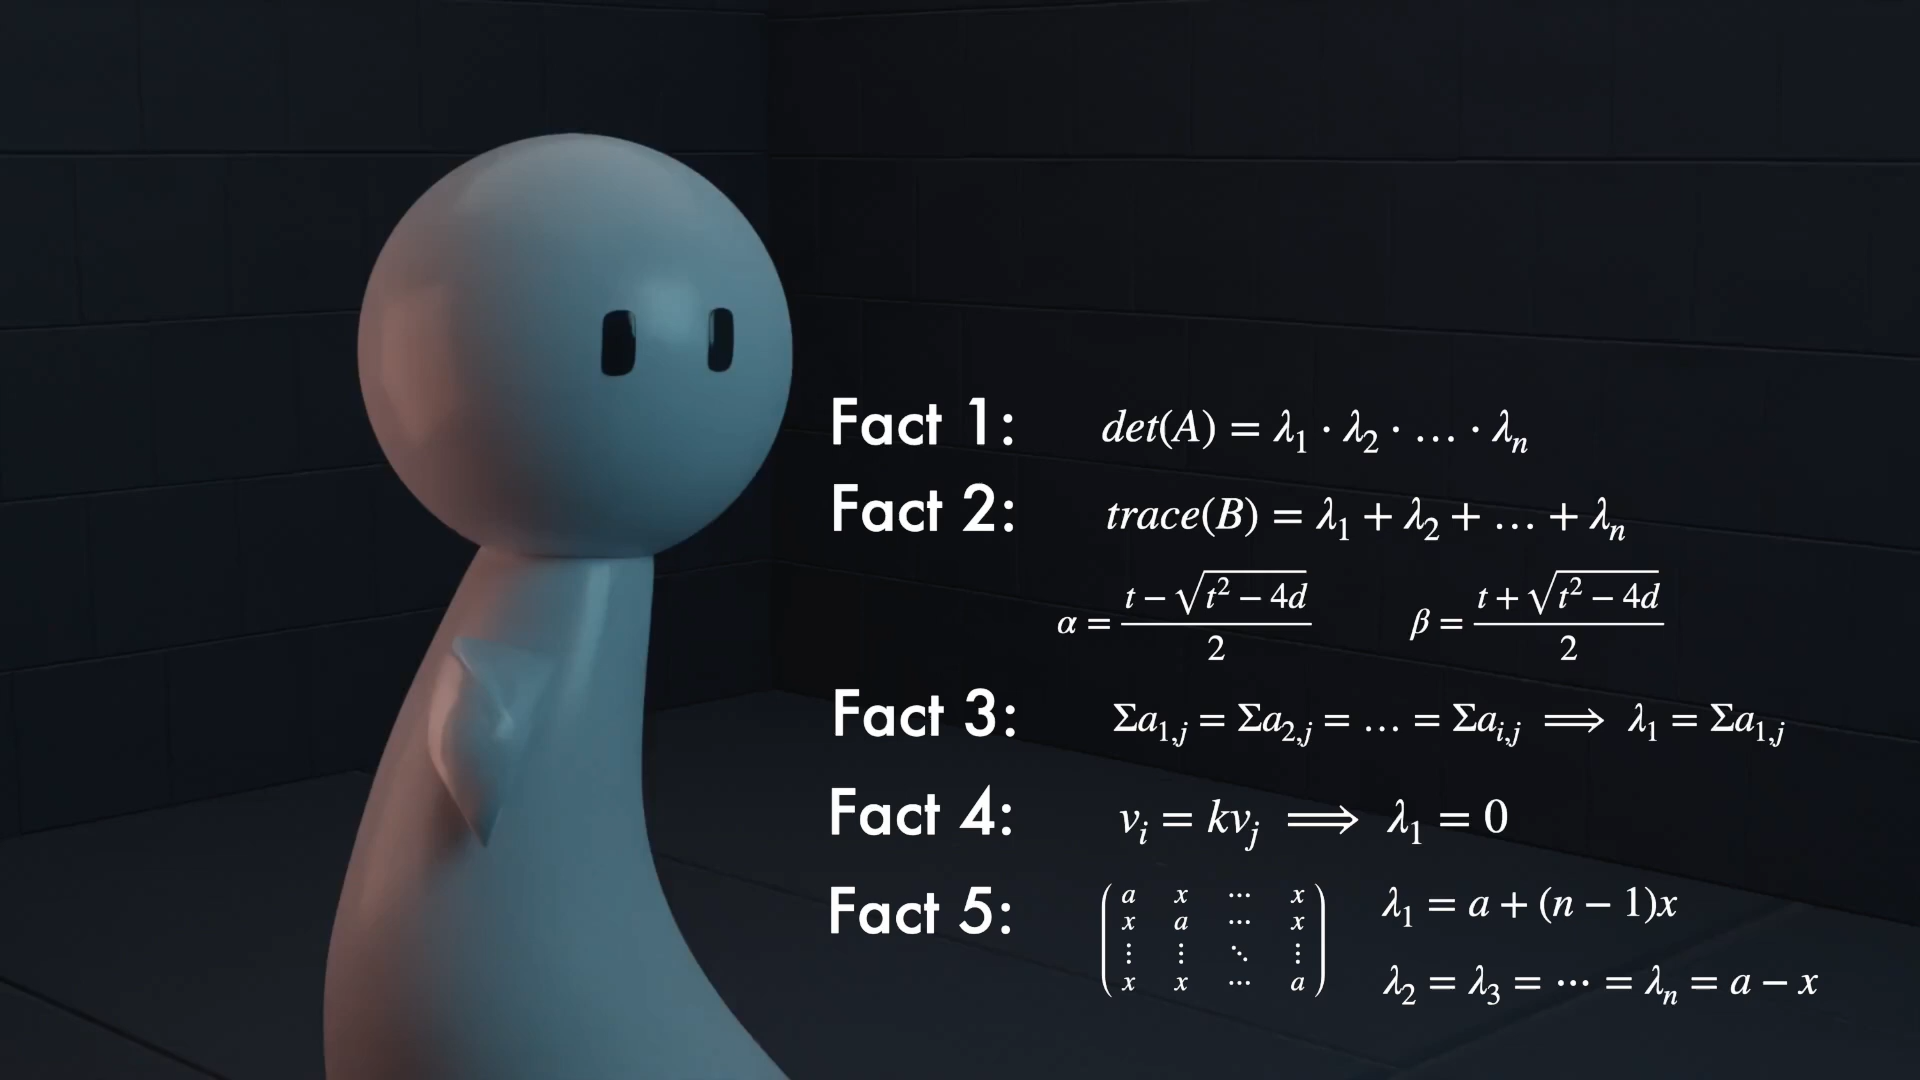 Fact 1: det(A) = λ₁ · λ₂ · … · λₙ
Fact 2: trace(B) = λ₁ + λ₂ + … + λₙ
α = (t − √(t² − 4d))/2 β = (t + √(t² − 4d))/2
Fact 3: Σa₁,ⱼ = Σa₂,ⱼ = … = Σaᵢ,ⱼ ⟹ λ₁ = Σa₁,ⱼ
Fact 4: vᵢ = kvⱼ ⟹ λ₁ = 0
Fact 5:
a x ⋯ x
x a ⋯ x
⋮ ⋮ ⋱ ⋮
x x ⋯ a
λ₁ = a + (n − 1)x
λ₂ = λ₃ = ⋯ = λₙ = a − x